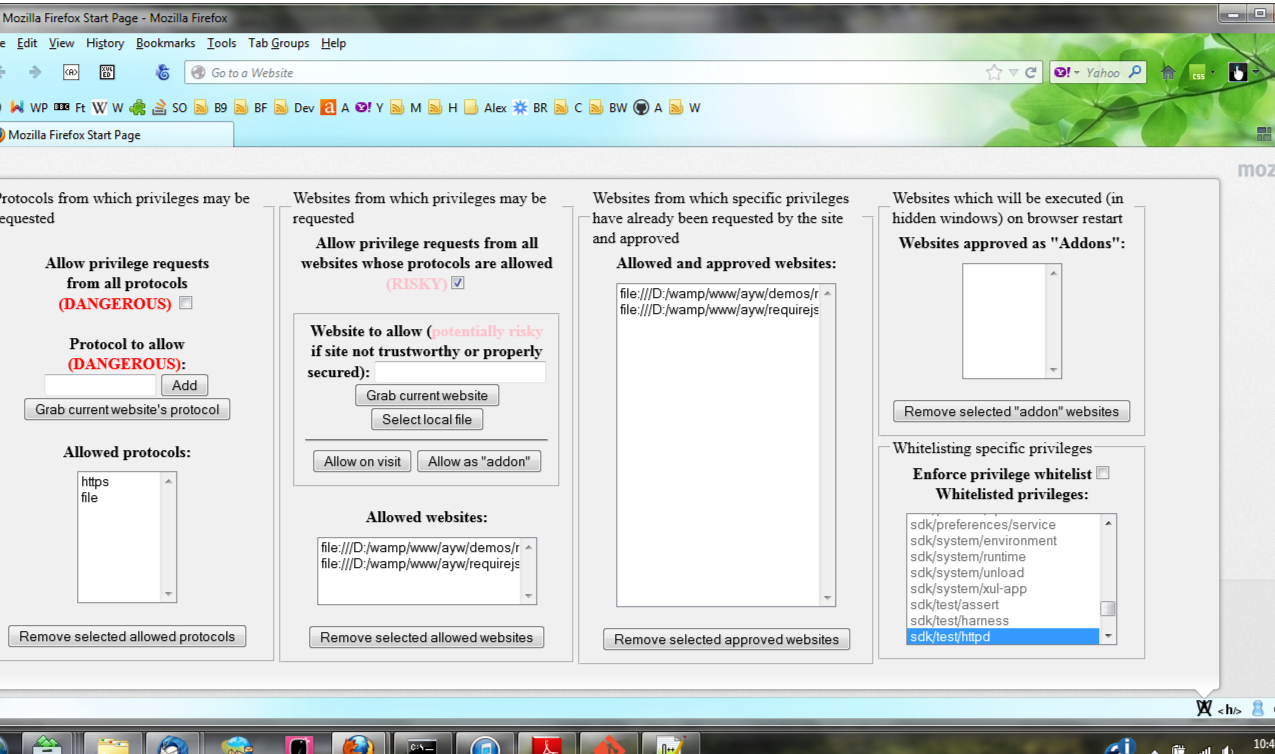 Mozilla Firefox Start Page - Mozilla Firefox
e Edit View History Bookmarks Tools Tab Groups Help
<A> XUL ED Go to a Website Y! Yahoo css
WP BBC Ft W W SO B9 BF Dev a A Y! Y M H Alex BR C BW A W
Mozilla Firefox Start Page
moz
Protocols from which privileges may be
requested
Allow privilege requests
from all protocols
(DANGEROUS)
Protocol to allow
(DANGEROUS):
Add
Grab current website's protocol
Allowed protocols:
https
file
Remove selected allowed protocols
Websites from which privileges may be
requested
Allow privilege requests from all
websites whose protocols are allowed
(RISKY)
Website to allow (potentially risky
if site not trustworthy or properly
secured):
Grab current website
Select local file
Allow on visit Allow as "addon"
Allowed websites:
file:///D:/wamp/www/ayw/demos/r
file:///D:/wamp/www/ayw/requirejs
Remove selected allowed websites
Websites from which specific privileges
have already been requested by the site
and approved
Allowed and approved websites:
file:///D:/wamp/www/ayw/demos/r
file:///D:/wamp/www/ayw/requirejs
Remove selected approved websites
Websites which will be executed (in
hidden windows) on browser restart
Websites approved as "Addons":
Remove selected "addon" websites
Whitelisting specific privileges
Enforce privilege whitelist
Whitelisted privileges:
sdk/preferences/service
sdk/system/environment
sdk/system/runtime
sdk/system/unload
sdk/system/xul-app
sdk/test/assert
sdk/test/harness
sdk/test/httpd
<h/>
C:\_
10:4